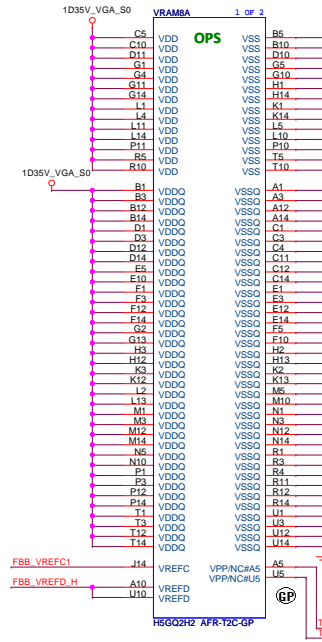 1D35V_VGA_S0
VRAM8A 1 OF 2
OPS
C5 VDD VSS B5
C10 VDD VSS B10
D11 VDD VSS D10
G1 VDD VSS G5
G4 VDD VSS G10
G11 VDD VSS H1
G14 VDD VSS H14
L1 VDD VSS K1
L4 VDD VSS K14
L11 VDD VSS L5
L14 VDD VSS L10
P11 VDD VSS P10
R5 VDD VSS T5
R10 VDD VSS T10
1D35V_VGA_S0
B1 VDDQ VSSQ A1
B3 VDDQ VSSQ A3
B12 VDDQ VSSQ A12
B14 VDDQ VSSQ A14
D1 VDDQ VSSQ C1
D3 VDDQ VSSQ C3
D12 VDDQ VSSQ C4
D14 VDDQ VSSQ C11
E5 VDDQ VSSQ C12
E10 VDDQ VSSQ C14
F1 VDDQ VSSQ E1
F3 VDDQ VSSQ E3
F12 VDDQ VSSQ E12
F14 VDDQ VSSQ E14
G2 VDDQ VSSQ F5
G13 VDDQ VSSQ F10
H3 VDDQ VSSQ H2
H12 VDDQ VSSQ H13
K3 VDDQ VSSQ K2
K12 VDDQ VSSQ K13
L2 VDDQ VSSQ M5
L13 VDDQ VSSQ M10
M1 VDDQ VSSQ N1
M3 VDDQ VSSQ N3
M12 VDDQ VSSQ N12
M14 VDDQ VSSQ N14
N5 VDDQ VSSQ R1
N10 VDDQ VSSQ R3
P1 VDDQ VSSQ R4
P3 VDDQ VSSQ R11
P12 VDDQ VSSQ R12
P14 VDDQ VSSQ R14
T1 VDDQ VSSQ U1
T3 VDDQ VSSQ U3
T12 VDDQ VSSQ U12
T14 VDDQ VSSQ U14
FBB_VREFC1 J14 VREFC VPP/NC#A5 A5
VPP/NC#U5 U5
FBB_VREFD_H A10 VREFD
U10 VREFD
GP
H5GQ2H2 AFR-T2C-GP